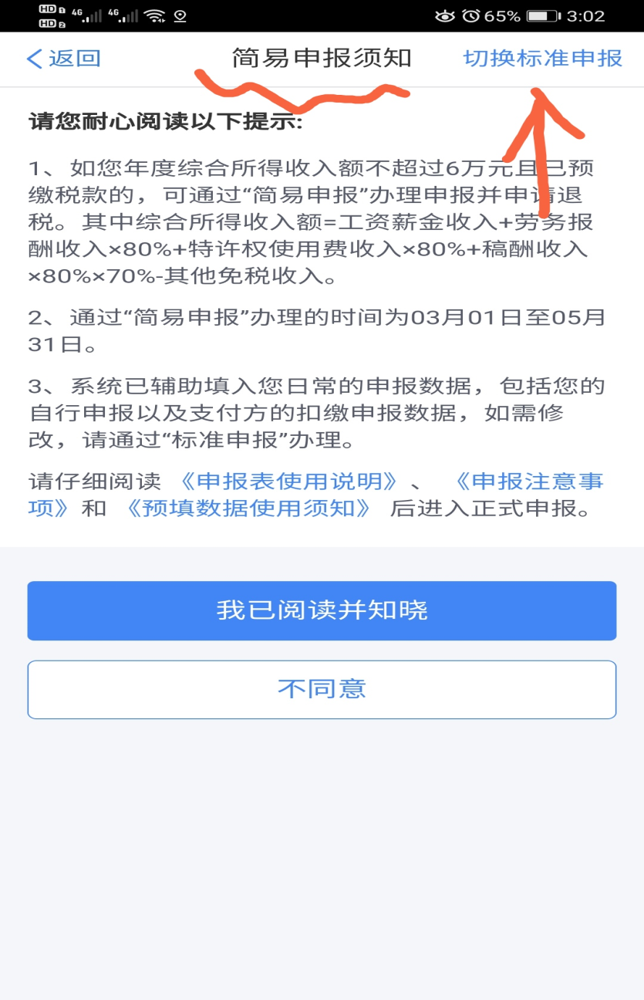 HD 1 4G 4G 65% 3:02
HD 2
返回 简易申报须知 切换标准申报
请您耐心阅读以下提示:
1、如您年度综合所得收入额不超过6万元且已预
缴税款的，可通过“简易申报”办理申报并申请退
税。其中综合所得收入额=工资薪金收入+劳务报
酬收入×80%+特许权使用费收入×80%+稿酬收入
×80%×70%-其他免税收入。
2、通过“简易申报”办理的时间为03月01日至05月
31日。
3、系统已辅助填入您日常的申报数据，包括您的
自行申报以及支付方的扣缴申报数据，如需修
改，请通过“标准申报”办理。
请仔细阅读《申报表使用说明》、《申报注意事
项》和《预填数据使用须知》后进入正式申报。
我已阅读并知晓
不同意